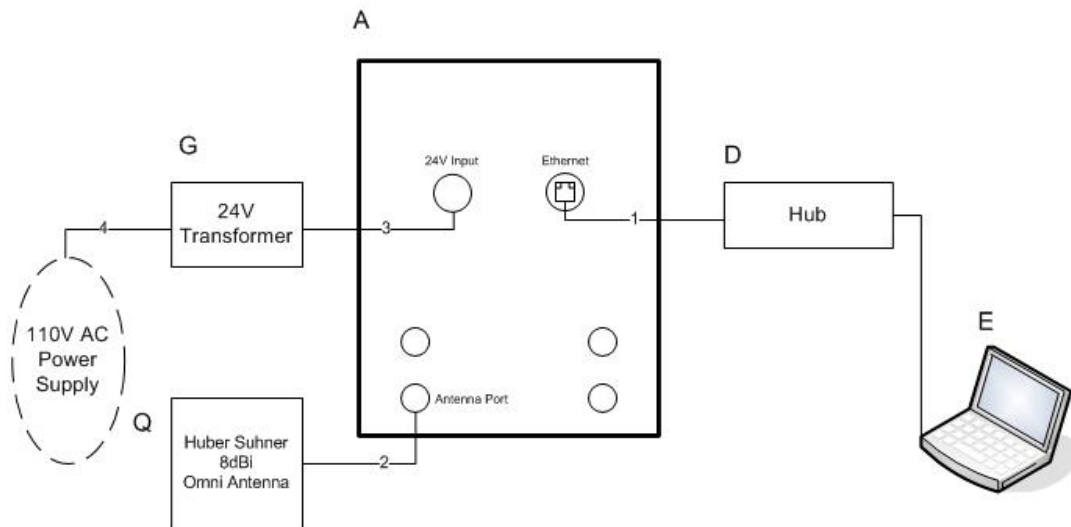 A
G
24V Input
Ethernet
D
24V
Transformer
Hub
4
3
1
E
110V AC
Power
Supply
Q
Antenna Port
Huber Suhner
8dBi
Omni Antenna
2